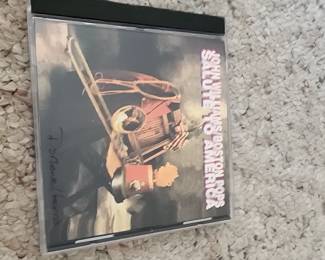 JOHN WILLIAMS/BOSTON POPS
SALUTE TO AMERICA